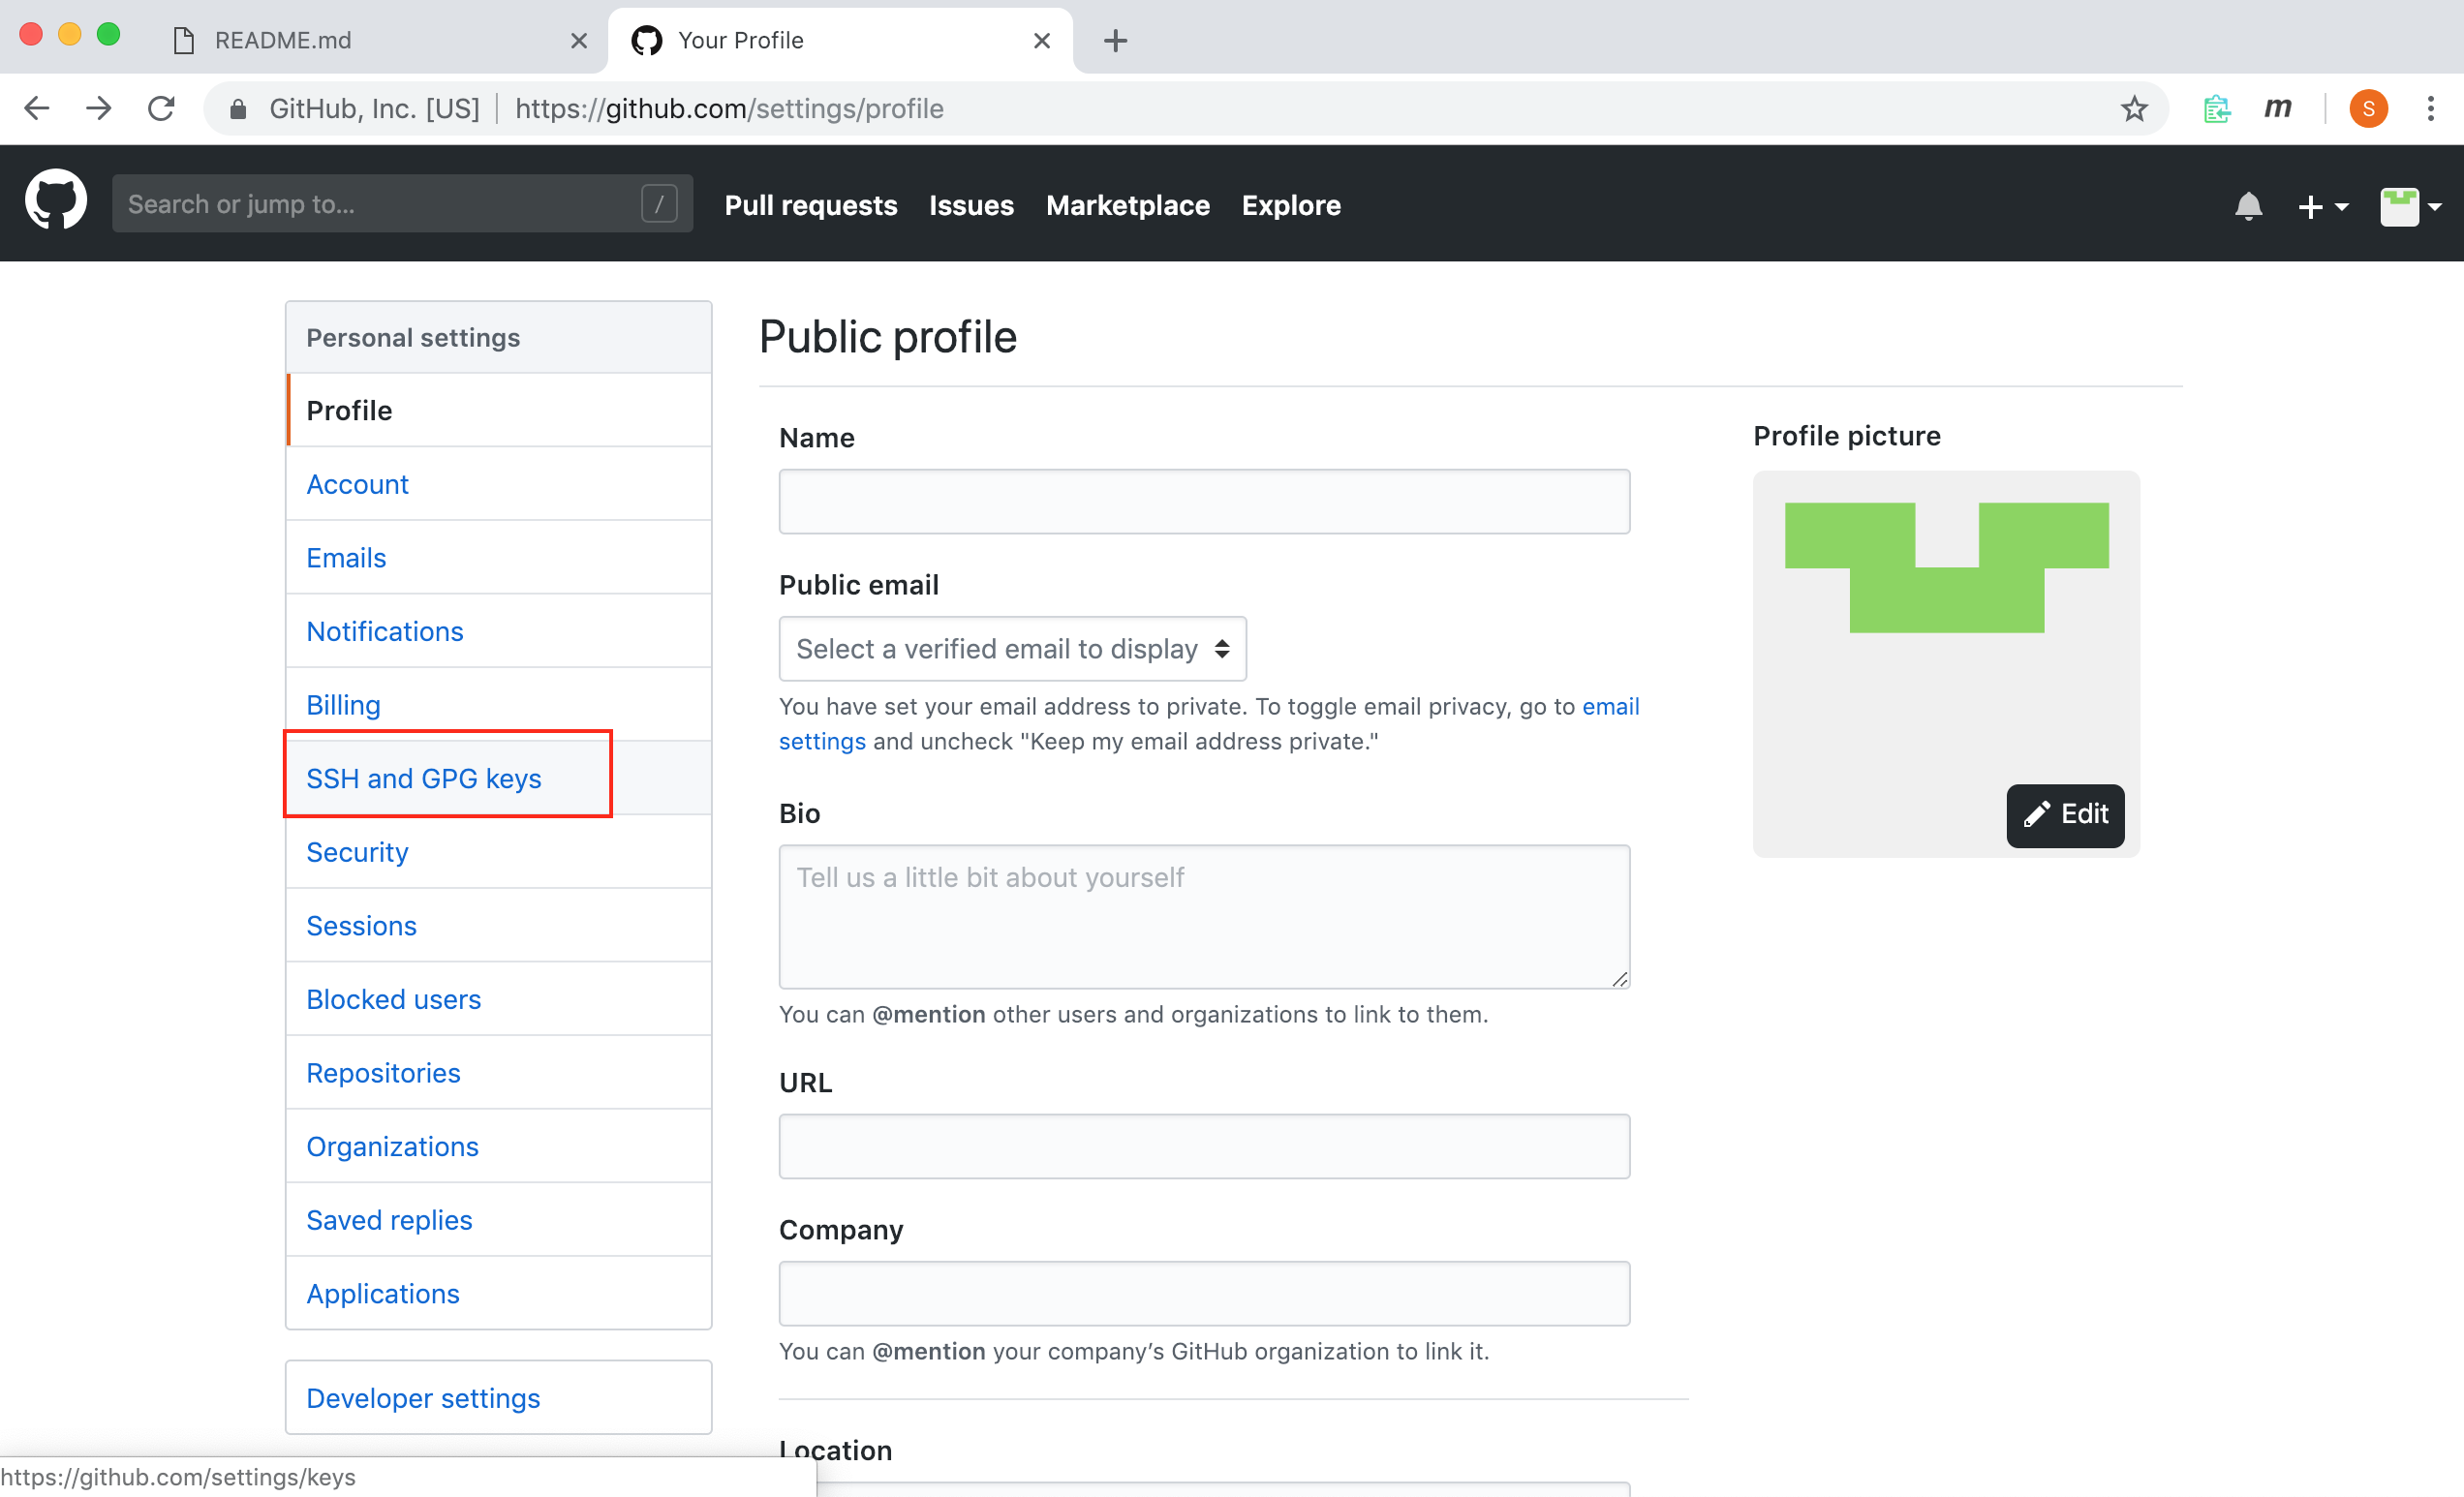 README.md
Your Profile
GitHub, Inc. [US] https://github.com/settings/profile
m
S
Search or jump to... /
Pull requests Issues Marketplace Explore
Personal settings
Profile
Account
Emails
Notifications
Billing
SSH and GPG keys
Security
Sessions
Blocked users
Repositories
Organizations
Saved replies
Applications
Developer settings
Public profile
Name
Public email
Select a verified email to display
You have set your email address to private. To toggle email privacy, go to email
settings and uncheck "Keep my email address private."
Bio
Tell us a little bit about yourself
You can @mention other users and organizations to link to them.
URL
Company
You can @mention your company’s GitHub organization to link it.
Location
Profile picture
Edit
https://github.com/settings/keys